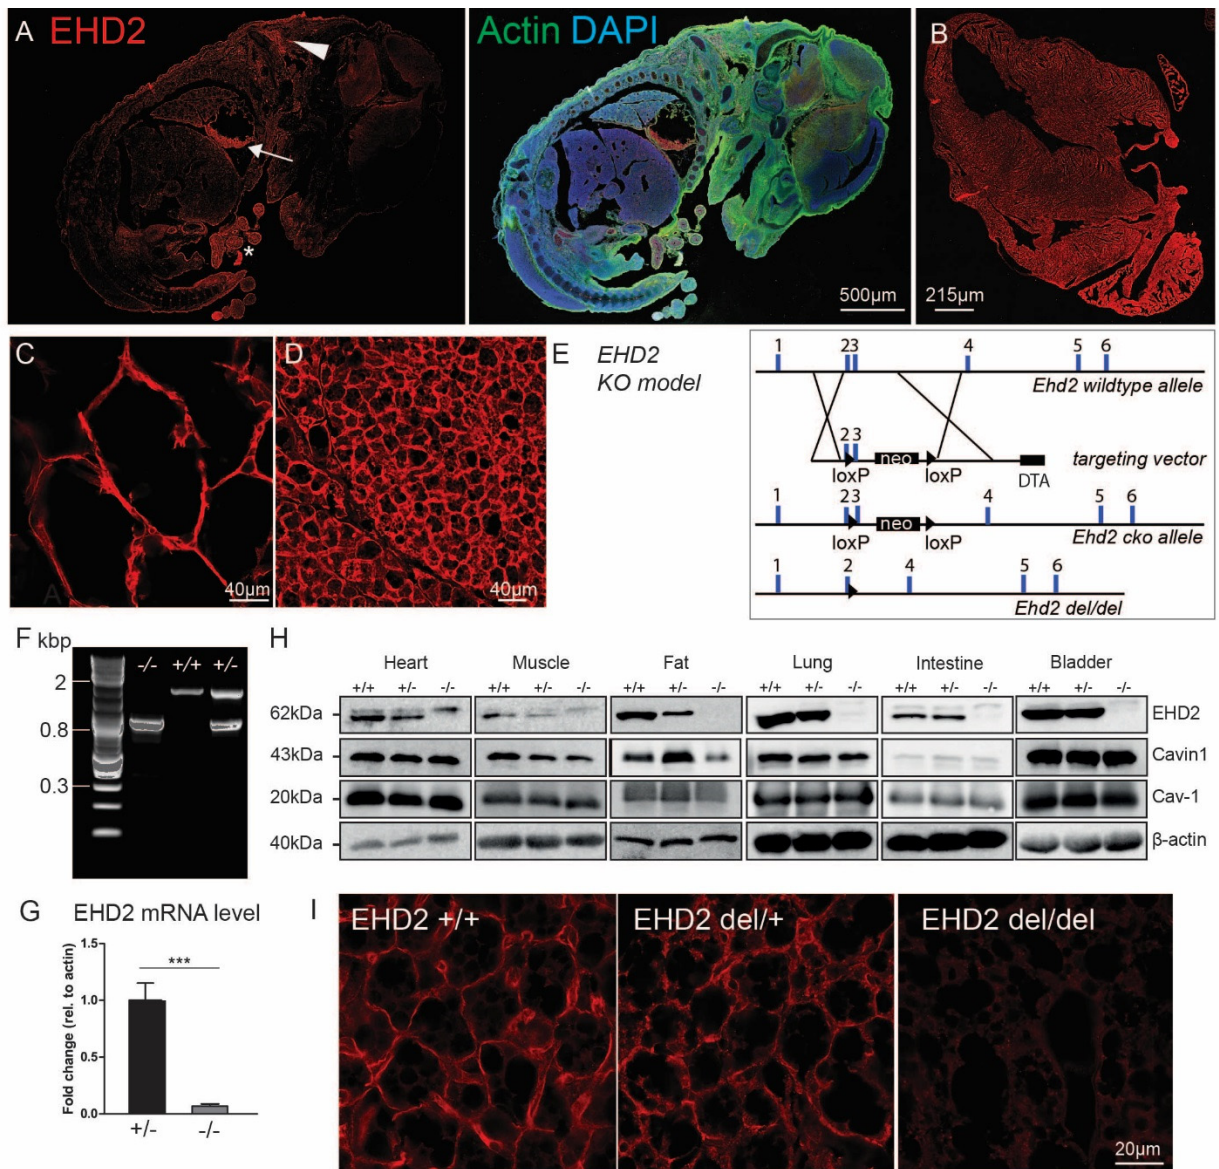 A EHD2
Actin DAPI
B
500µm
215µm
C
D
E EHD2
KO model
40µm
40µm
1 23 4 5 6
Ehd2 wildtype allele
2 3
neo
loxP loxP
DTA
targeting vector
1 23 4 5 6
neo
loxP loxP
Ehd2 cko allele
1 2 4 5 6
Ehd2 del/del
F kbp
-/- +/+ +/-
2
0.8
0.3
H
Heart Muscle Fat Lung Intestine Bladder
+/+ +/- -/- +/+ +/- -/- +/+ +/- -/- +/+ +/- -/- +/+ +/- -/- +/+ +/- -/-
62kDa EHD2
43kDa Cavin1
20kDa Cav-1
40kDa β-actin
G EHD2 mRNA level
Fold change (rel. to actin)
1.5
1.0
0.5
0.0
***
+/- -/-
I
EHD2 +/+ EHD2 del/+ EHD2 del/del
20µm